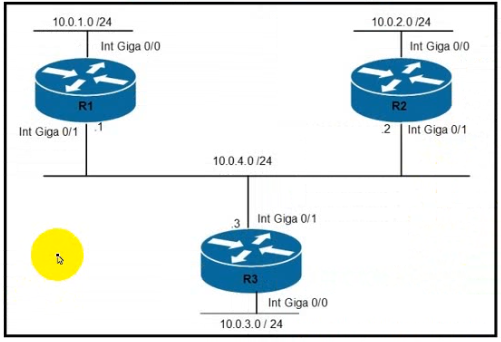 10.0.1.0 /24
10.0.2.0 /24
Int Giga 0/0
Int Giga 0/0
R1
R2
Int Giga 0/1
.1
.2
Int Giga 0/1
10.0.4.0 /24
.3
Int Giga 0/1
R3
Int Giga 0/0
10.0.3.0 / 24